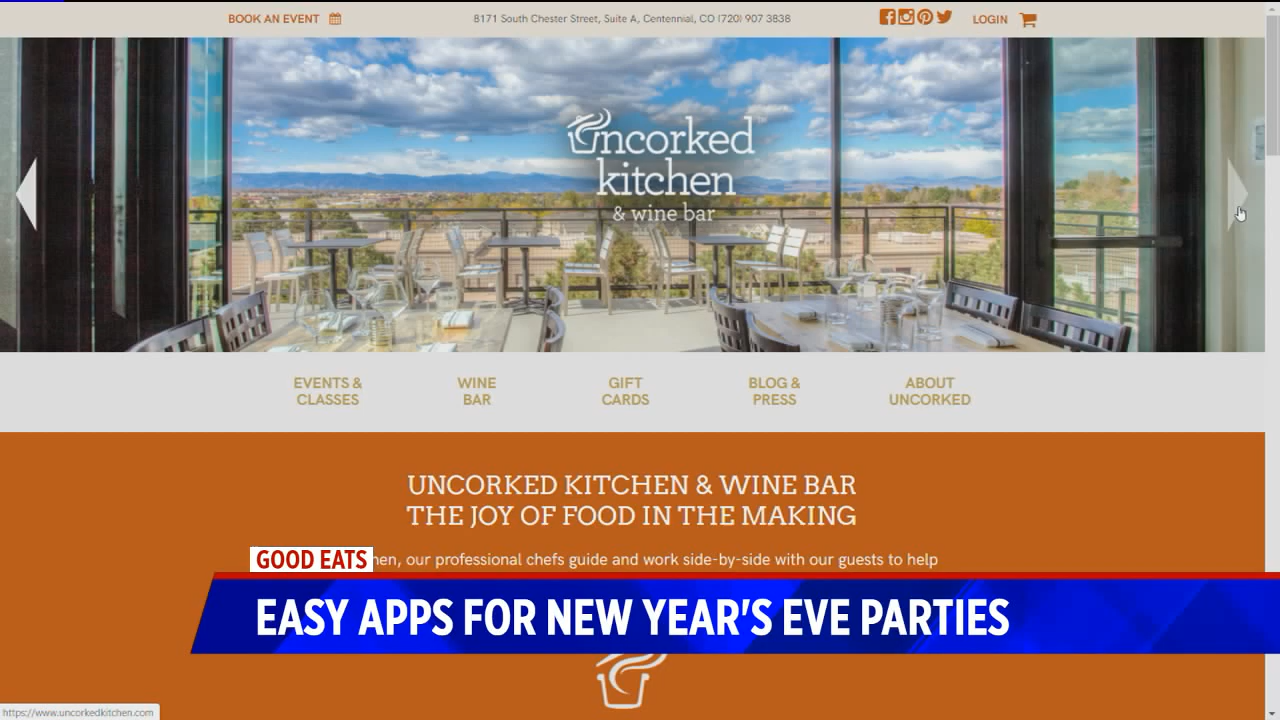 BOOK AN EVENT
8171 South Chester Street, Suite A, Centennial, CO (720) 907 3838
LOGIN
uncorked
kitchen
& wine bar
EVENTS &
CLASSES
WINE
BAR
GIFT
CARDS
BLOG &
PRESS
ABOUT
UNCORKED
UNCORKED KITCHEN & WINE BAR
THE JOY OF FOOD IN THE MAKING
our professional chefs guide and work side-by-side with our guests to help
GOOD EATS
EASY APPS FOR NEW YEAR'S EVE PARTIES
https://www.uncorkedkitchen.com